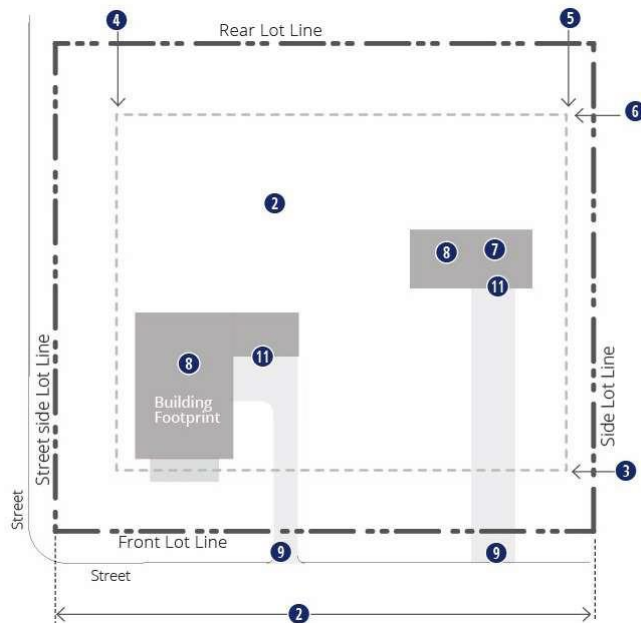 4
5
Rear Lot Line
6
2
8
7
11
8
11
Building
Footprint
Street side Lot Line
Side Lot Line
3
Street
Front Lot Line
9
9
Street
2